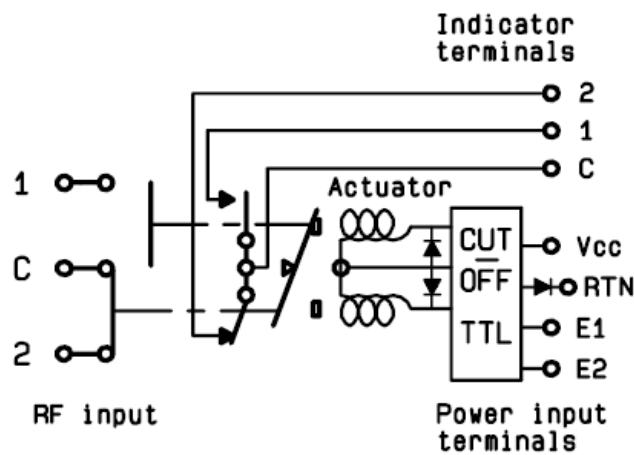 Indicator
terminals
2
1
C
Actuator
1
C
2
CUT
OFF
TTL
Vcc
RTN
E1
E2
RF input
Power input
terminals